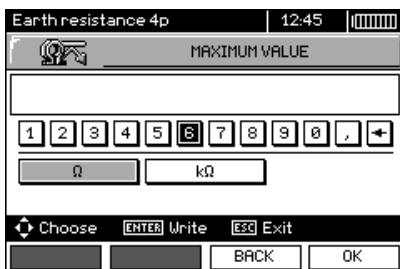 Earth resistance 4p 12:45
MAXIMUM VALUE
1 2 3 4 5 6 7 8 9 0 ,
Ω kΩ
Choose ENTER Write ESC Exit
BACK OK